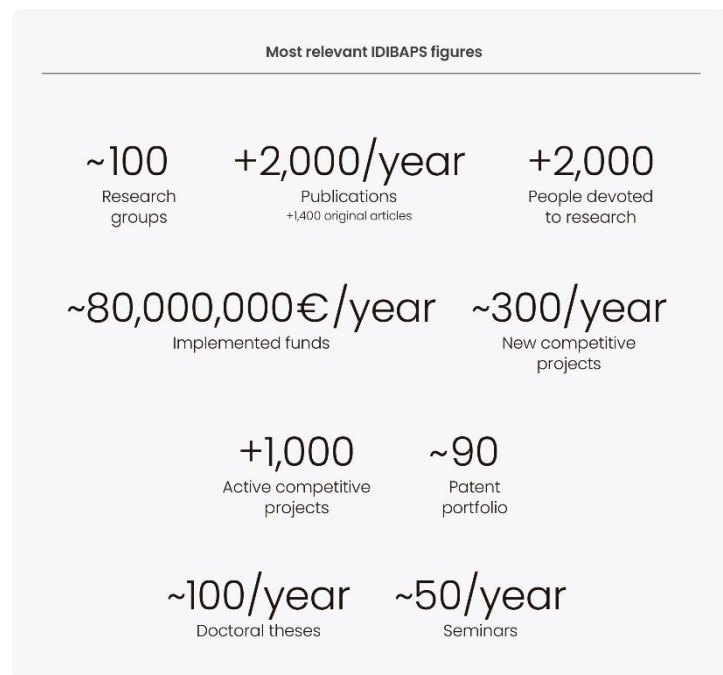 Most relevant IDIBAPS figures
~100
Research
groups
+2,000/year
Publications
+1,400 original articles
+2,000
People devoted
to research
~80,000,000€/year
Implemented funds
~300/year
New competitive
projects
+1,000
Active competitive
projects
~90
Patent
portfolio
~100/year
Doctoral theses
~50/year
Seminars